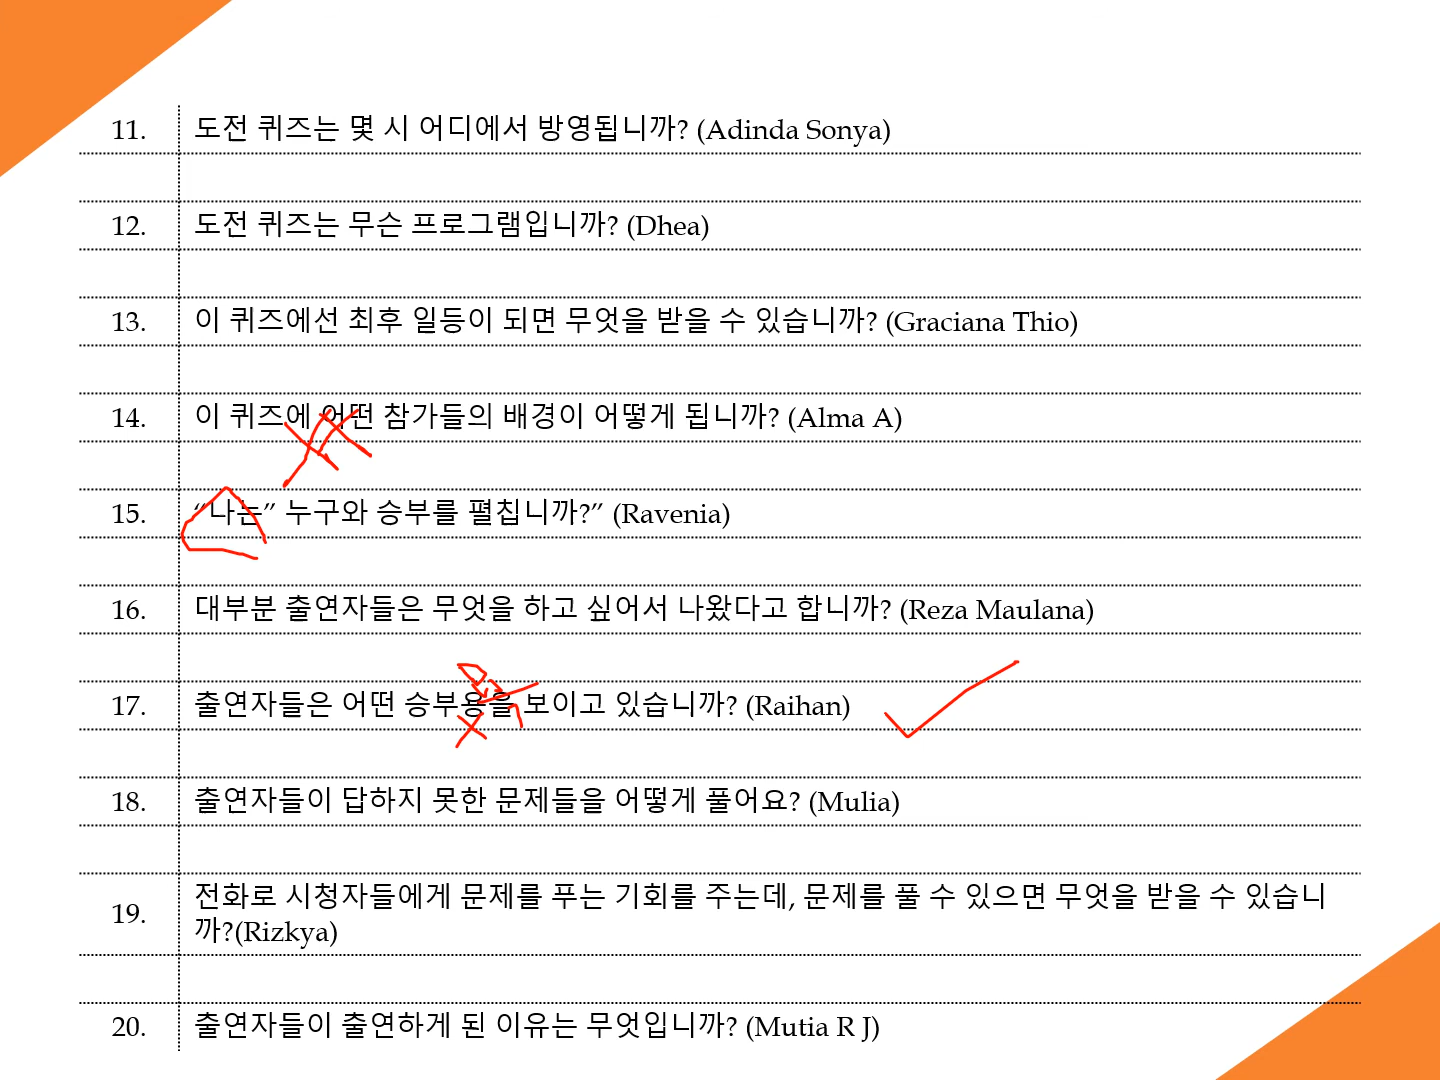 11. 도전 퀴즈는 몇 시 어디에서 방영됩니까? (Adinda Sonya)
12. 도전 퀴즈는 무슨 프로그램입니까? (Dhea)
13. 이 퀴즈에선 최후 일등이 되면 무엇을 받을 수 있습니까? (Graciana Thio)
14. 이 퀴즈에 어떤 참가들의 배경이 어떻게 됩니까? (Alma A)
15. “나는” 누구와 승부를 펼칩니까?” (Ravenia)
16. 대부분 출연자들은 무엇을 하고 싶어서 나왔다고 합니까? (Reza Maulana)
17. 출연자들은 어떤 승부용을 보이고 있습니까? (Raihan)
18. 출연자들이 답하지 못한 문제들을 어떻게 풀어요? (Mulia)
19. 전화로 시청자들에게 문제를 푸는 기회를 주는데, 문제를 풀 수 있으면 무엇을 받을 수 있습니
까?(Rizkya)
20. 출연자들이 출연하게 된 이유는 무엇입니까? (Mutia R J)